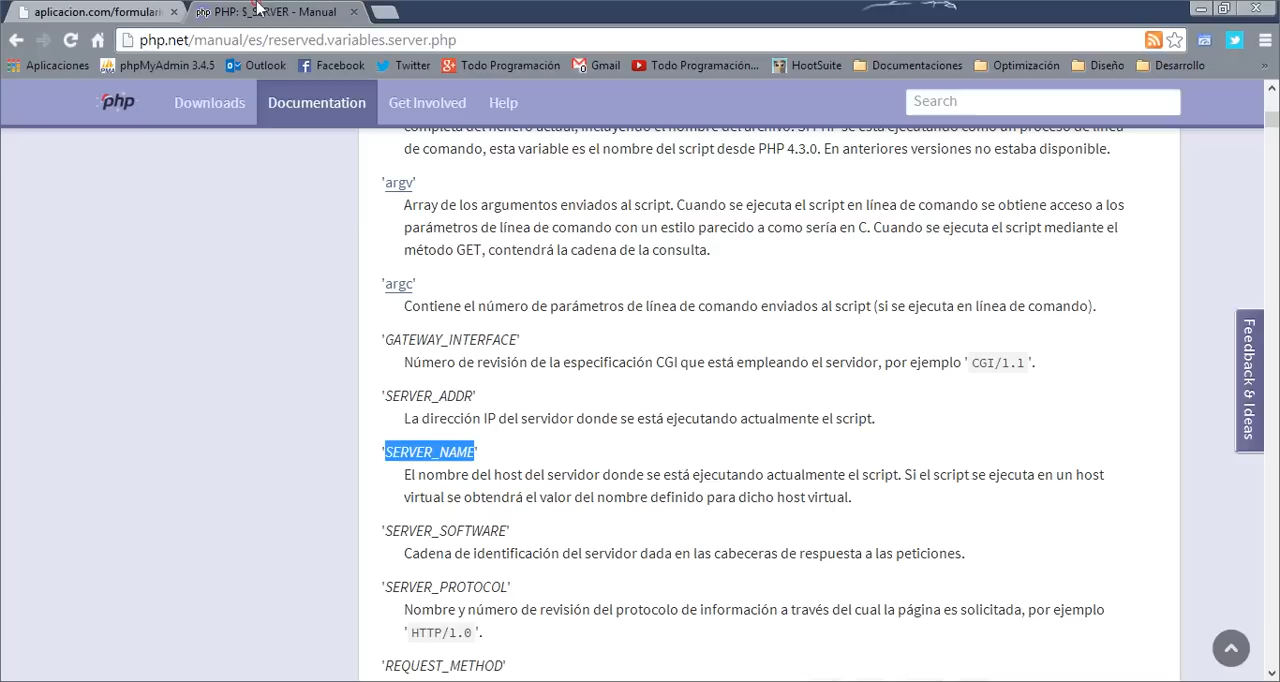 aplicacion.com/formulari
php PHP: $_SERVER - Manual
php.net/manual/es/reserved.variables.server.php
Aplicaciones phpMyAdmin 3.4.5 Outlook Facebook Twitter Todo Programación Gmail Todo Programación... HootSuite Documentaciones Optimización Diseño Desarrollo »
php Downloads Documentation Get Involved Help Search
completa del fichero actual, incluyendo el nombre del archivo. Si PHP se está ejecutando como un proceso de línea
de comando, esta variable es el nombre del script desde PHP 4.3.0. En anteriores versiones no estaba disponible.
'argv'
Array de los argumentos enviados al script. Cuando se ejecuta el script en línea de comando se obtiene acceso a los
parámetros de línea de comando con un estilo parecido a como sería en C. Cuando se ejecuta el script mediante el
método GET, contendrá la cadena de la consulta.
'argc'
Contiene el número de parámetros de línea de comando enviados al script (si se ejecuta en línea de comando).
'GATEWAY_INTERFACE'
Número de revisión de la especificación CGI que está empleando el servidor, por ejemplo 'CGI/1.1'.
'SERVER_ADDR'
La dirección IP del servidor donde se está ejecutando actualmente el script.
'SERVER_NAME'
El nombre del host del servidor donde se está ejecutando actualmente el script. Si el script se ejecuta en un host
virtual se obtendrá el valor del nombre definido para dicho host virtual.
'SERVER_SOFTWARE'
Cadena de identificación del servidor dada en las cabeceras de respuesta a las peticiones.
'SERVER_PROTOCOL'
Nombre y número de revisión del protocolo de información a través del cual la página es solicitada, por ejemplo
'HTTP/1.0'.
'REQUEST_METHOD'
Feedback & Ideas